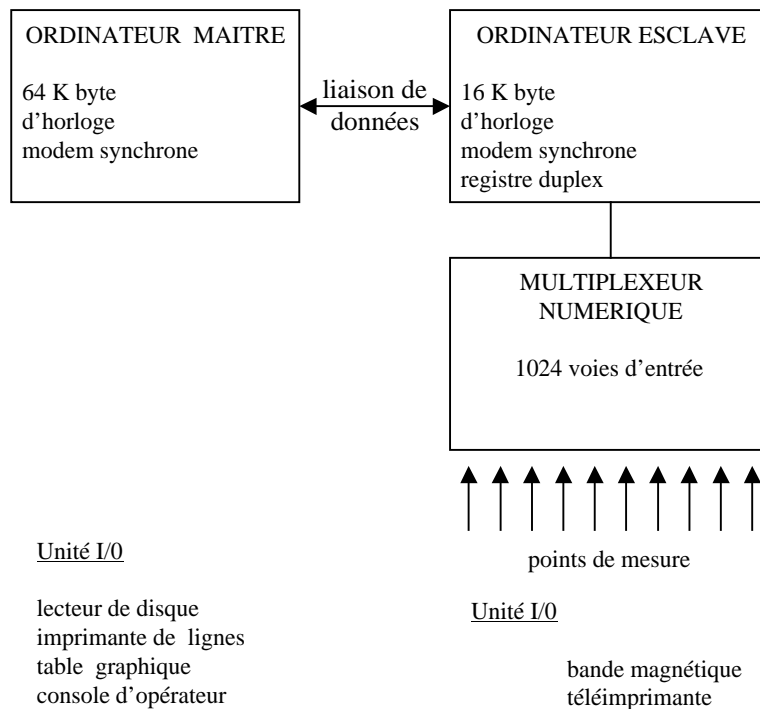 ORDINATEUR MAITRE
64 K byte
d'horloge
modem synchrone
liaison de
données
ORDINATEUR ESCLAVE
16 K byte
d'horloge
modem synchrone
registre duplex
MULTIPLEXEUR
NUMERIQUE
1024 voies d'entrée
points de mesure
Unité I/0
lecteur de disque
imprimante de lignes
table graphique
console d'opérateur
Unité I/0
bande magnétique
téléimprimante